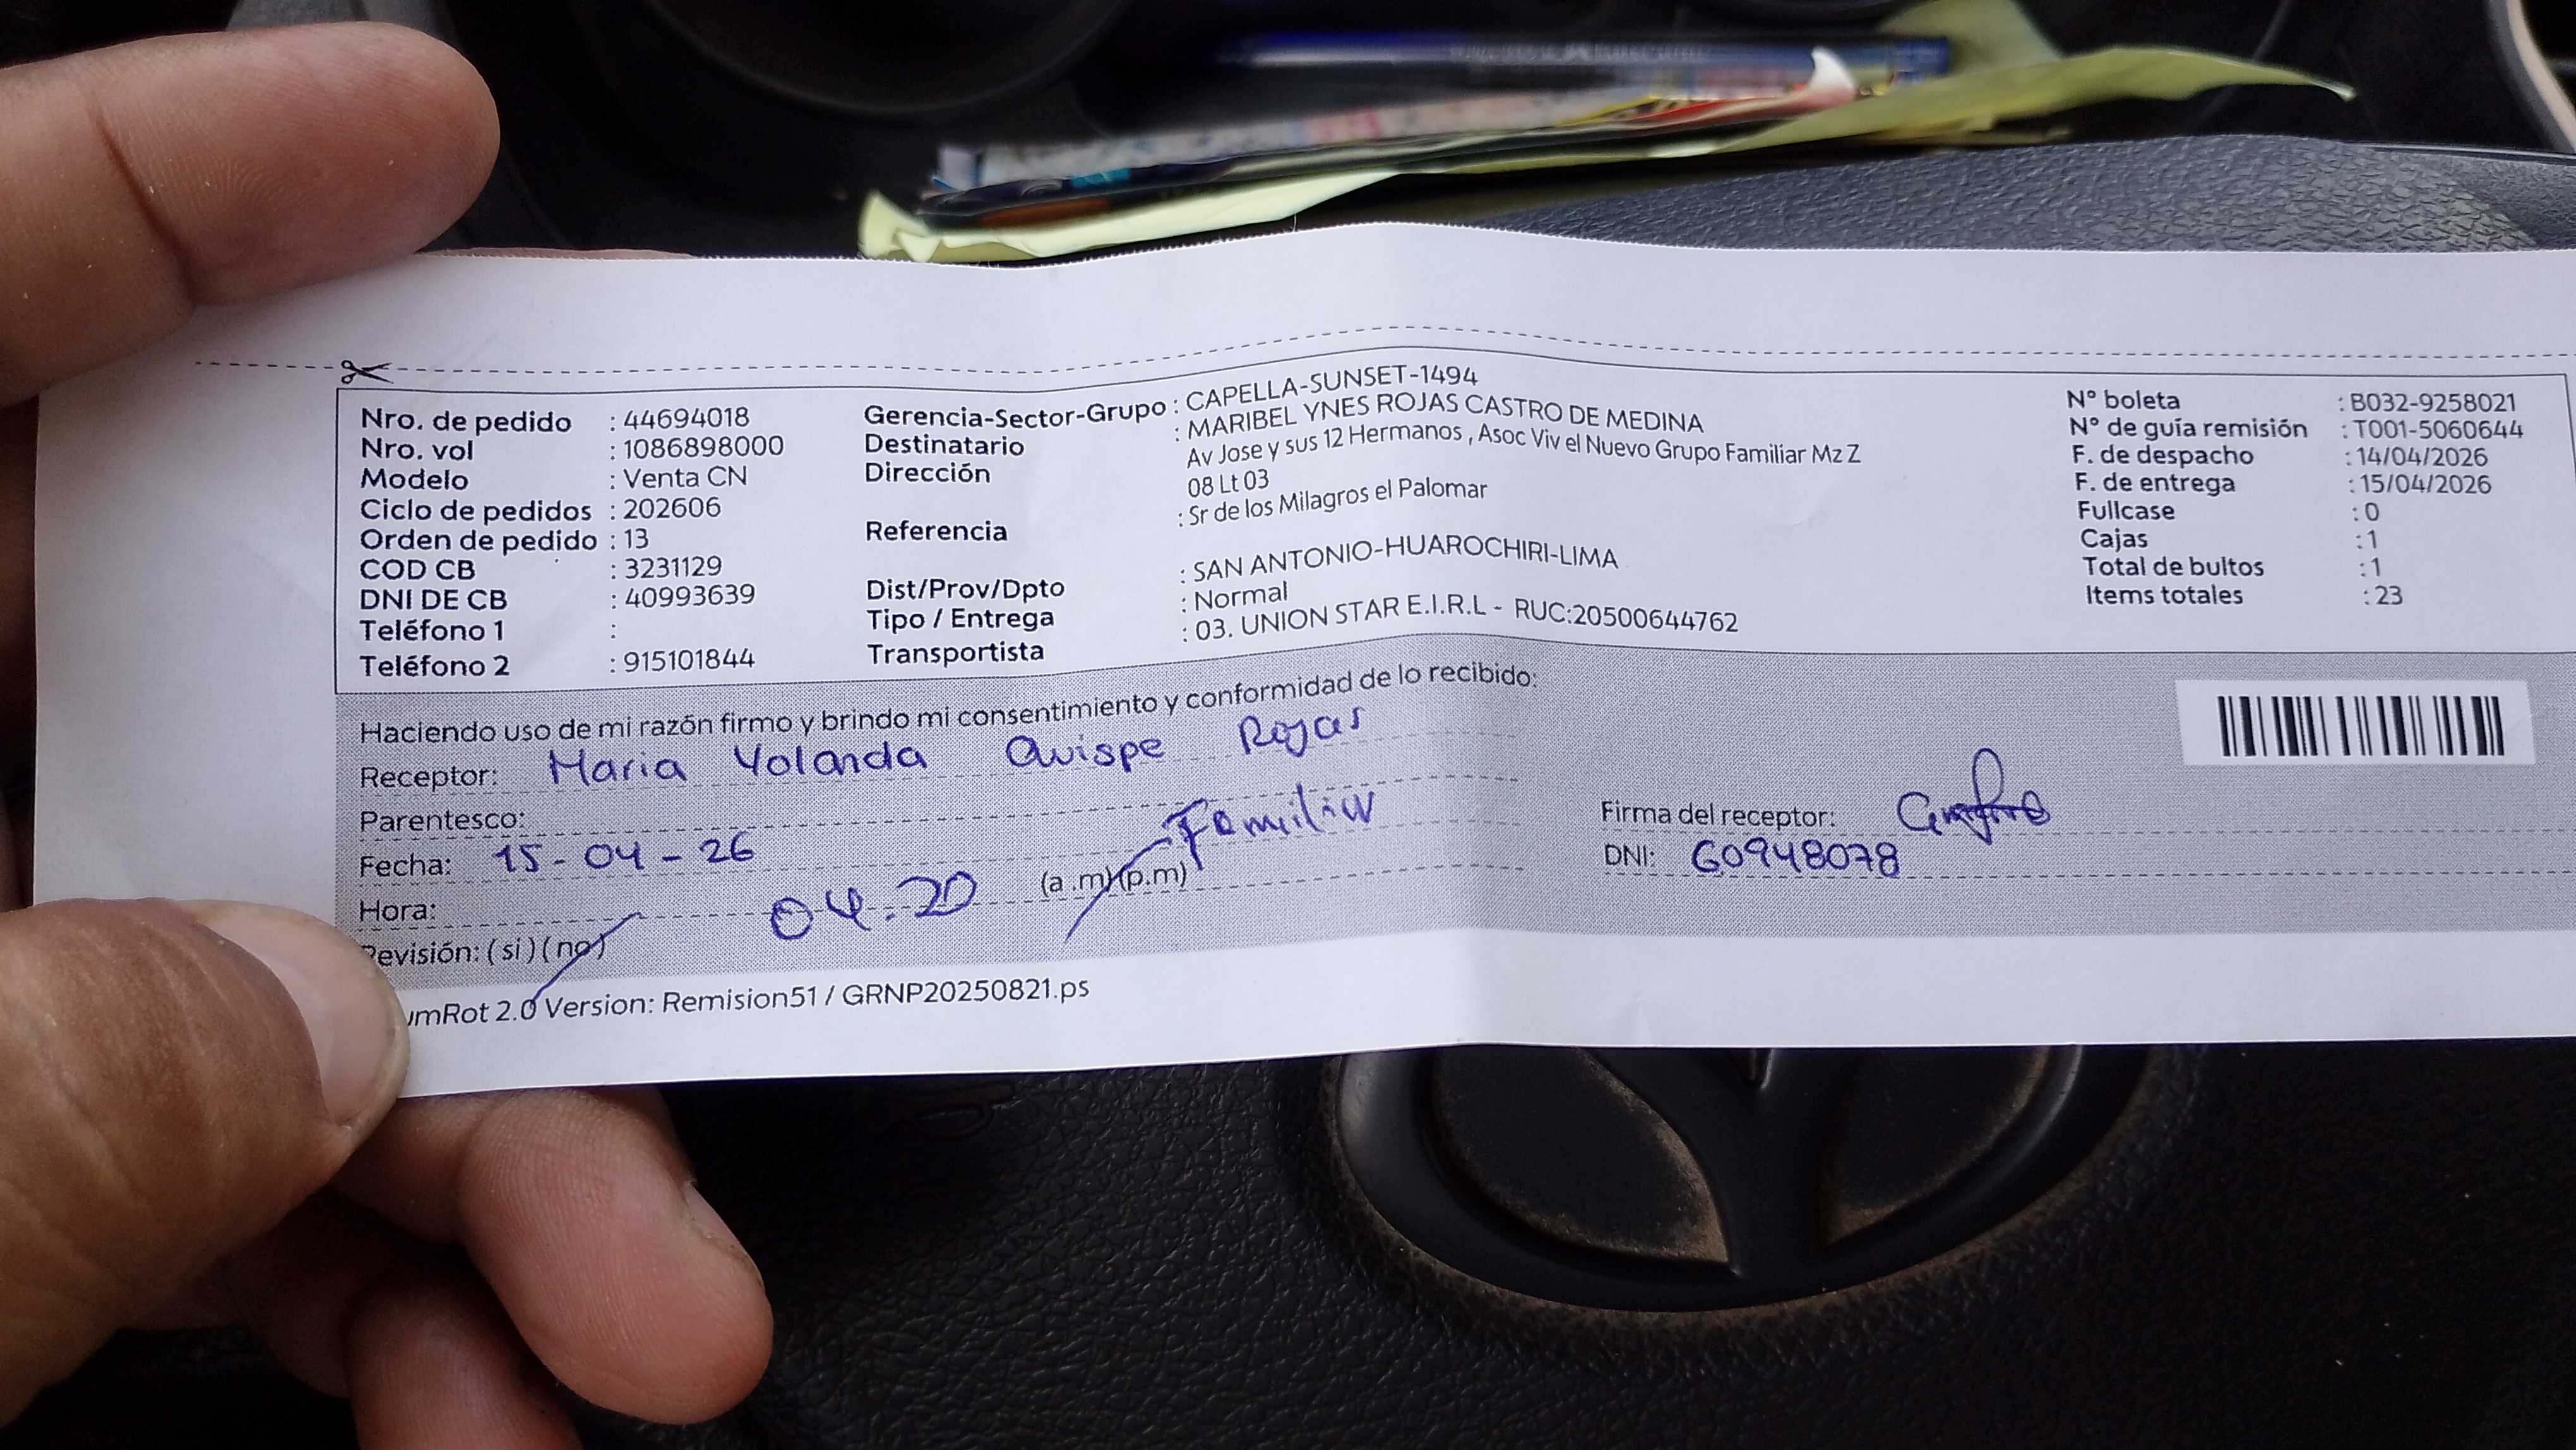 Nro. de pedido : 44694018
Nro. vol : 1086898000
Modelo : Venta CN
Ciclo de pedidos : 202606
Orden de pedido : 13
COD CB : 3231129
DNI DE CB : 40993639
Teléfono 1 :
Teléfono 2 : 915101844
Gerencia-Sector-Grupo : CAPELLA-SUNSET-1494
Destinatario : MARIBEL YNES ROJAS CASTRO DE MEDINA
Dirección Av Jose y sus 12 Hermanos , Asoc Viv el Nuevo Grupo Familiar Mz Z
08 Lt 03
Referencia : Sr de los Milagros el Palomar
Dist/Prov/Dpto : SAN ANTONIO-HUAROCHIRI-LIMA
Tipo / Entrega : Normal
Transportista : 03. UNION STAR E.I.R.L - RUC:20500644762
N° boleta : B032-9258021
N° de guía remisión : T001-5060644
F. de despacho : 14/04/2026
F. de entrega : 15/04/2026
Fullcase : 0
Cajas : 1
Total de bultos : 1
Items totales : 23
Haciendo uso de mi razón firmo y brindo mi consentimiento y conformidad de lo recibido:
Receptor: Maria Yolanda Quispe Rojas
Parentesco: Familiar
Fecha: 15-04-26
Hora: 04.20 (a.m)(p.m)
Revisión: (si) (no)
Firma del receptor:
DNI: 60948078
umRot 2.0 Version: Remision51 / GRNP20250821.ps